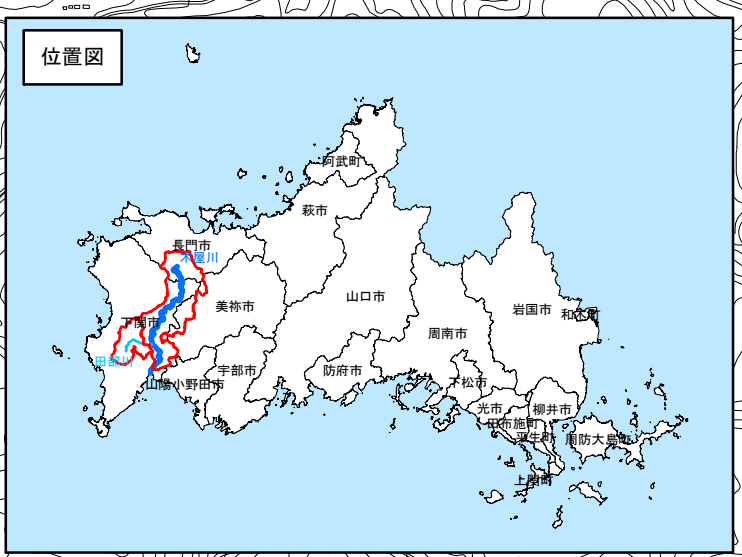 位置図
阿武町
萩市
長門市
木屋川
美祢市
山口市
岩国市
和木町
下関市
周南市
田部川
宇部市
防府市
山陽小野田市
下松市
光市
柳井市
田布施町
平生町
周防大島町
上関町